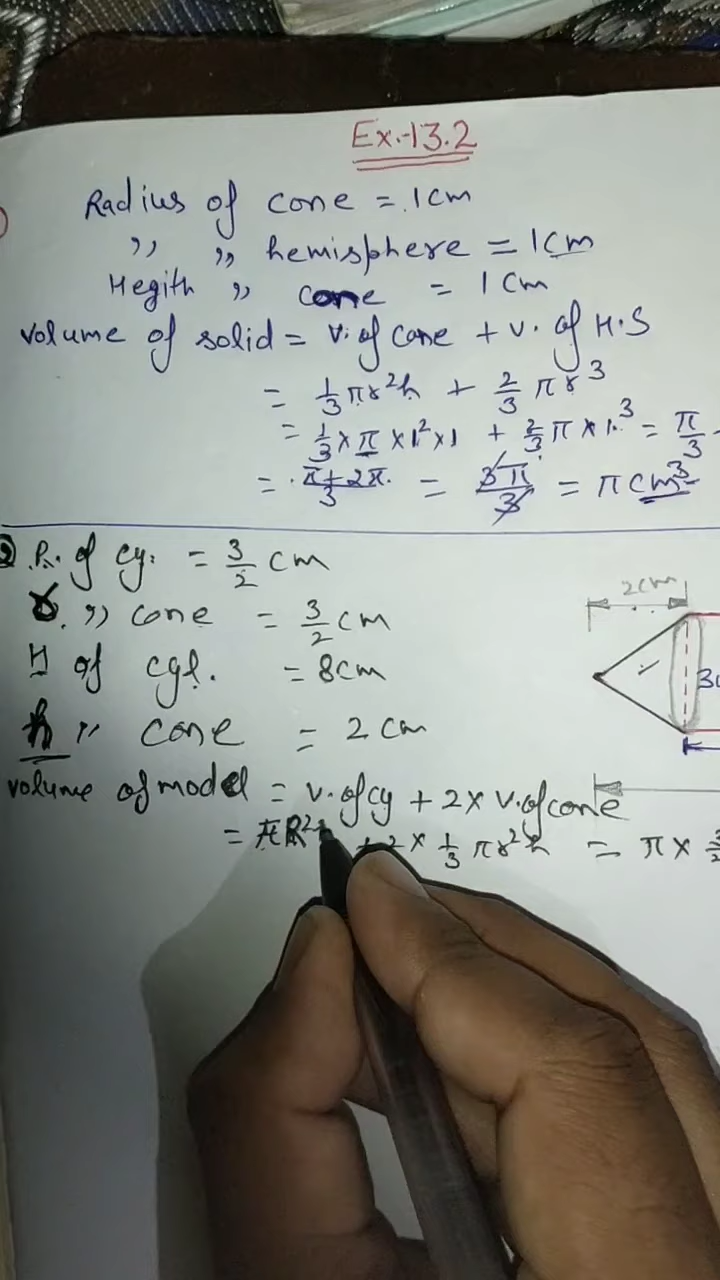 Ex.-13.2
Radius of cone = 1cm
,, ,, hemisphere = 1cm
Hegith ,, cone = 1cm
Volume of solid = V. of cone + V. of H.S
= 1/3 πr²h + 2/3 πr³
= 1/3 × π × 1² × 1 + 2/3 π × 1³ = π/3
= π+2π/3 = 3π/3 = π cm³
2 R. of cy. = 3/2 cm
r. ,, cone = 3/2 cm
H of cyl. = 8cm
h ,, cone = 2cm
2cm
volume of model = V. of cy + 2 × V. of cone
= πR² + 2 × 1/3 πr²h = π ×